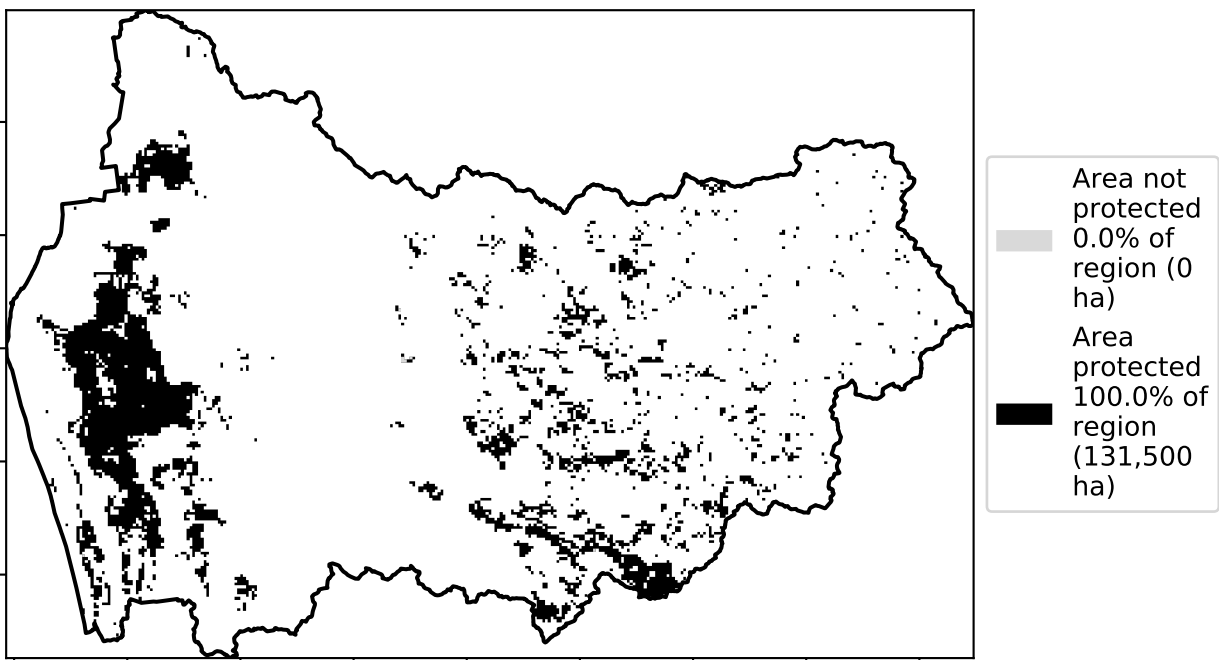 Area not
protected
0.0% of
region (0
ha)
Area
protected
100.0% of
region
(131,500
ha)